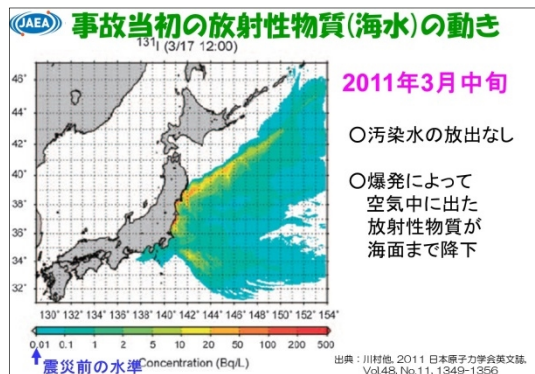 JAEA 事故当初の放射性物質(海水)の動き
131I (3/17 12:00)
2011年3月中旬
〇汚染水の放出なし
〇爆発によって
空気中に出た
放射性物質が
海面まで降下
46°
44°
42°
40°
38°
36°
34°
32°
130° 132° 134° 136° 138° 140° 142° 144° 146° 148° 150° 152° 154°
0.01 0.1 1 2 5 10 20 50 100 200 500
震災前の水準
Concentration (Bq/L)
出典:川村他, 2011 日本原子力学会英文誌,
Vol.48, No.11, 1349-1356